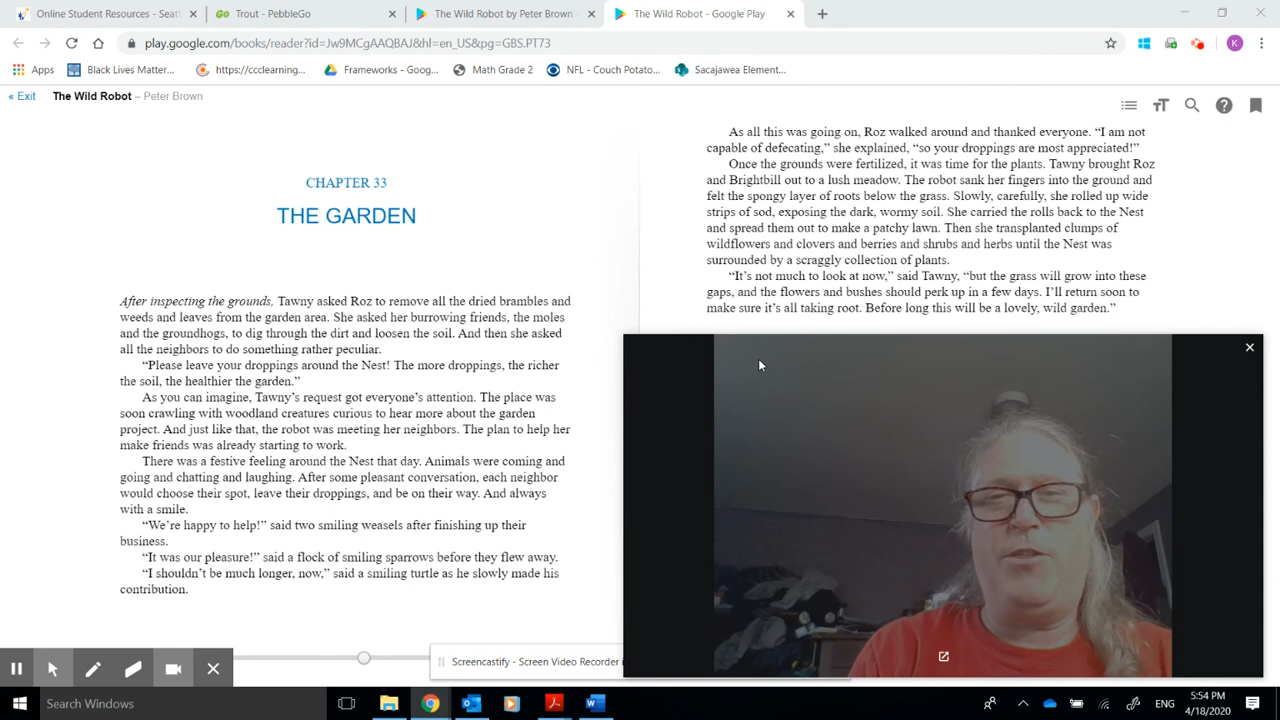 Online Student Resources - Seatt
Trout - PebbleGo
The Wild Robot by Peter Brown -
The Wild Robot - Google Play
play.google.com/books/reader?id=Jw9MCgAAQBAJ&hl=en_US&pg=GBS.PT73
K
Apps
Black Lives Matter...
https://ccclearning...
Frameworks - Goog...
Math Grade 2
NFL - Couch Potato...
Sacajawea Element...
« Exit
The Wild Robot – Peter Brown
CHAPTER 33
THE GARDEN
After inspecting the grounds, Tawny asked Roz to remove all the dried brambles and
weeds and leaves from the garden area. She asked her burrowing friends, the moles
and the groundhogs, to dig through the dirt and loosen the soil. And then she asked
all the neighbors to do something rather peculiar.
“Please leave your droppings around the Nest! The more droppings, the richer
the soil, the healthier the garden.”
As you can imagine, Tawny’s request got everyone’s attention. The place was
soon crawling with woodland creatures curious to hear more about the garden
project. And just like that, the robot was meeting her neighbors. The plan to help her
make friends was already starting to work.
There was a festive feeling around the Nest that day. Animals were coming and
going and chatting and laughing. After some pleasant conversation, each neighbor
would choose their spot, leave their droppings, and be on their way. And always
with a smile.
“We’re happy to help!” said two smiling weasels after finishing up their
business.
“It was our pleasure!” said a flock of smiling sparrows before they flew away.
“I shouldn’t be much longer, now,” said a smiling turtle as he slowly made his
contribution.
As all this was going on, Roz walked around and thanked everyone. “I am not
capable of defecating,” she explained, “so your droppings are most appreciated!”
Once the grounds were fertilized, it was time for the plants. Tawny brought Roz
and Brightbill out to a lush meadow. The robot sank her fingers into the ground and
felt the spongy layer of roots below the grass. Slowly, carefully, she rolled up wide
strips of sod, exposing the dark, wormy soil. She carried the rolls back to the Nest
and spread them out to make a patchy lawn. Then she transplanted clumps of
wildflowers and clovers and berries and shrubs and herbs until the Nest was
surrounded by a scraggly collection of plants.
“It’s not much to look at now,” said Tawny, “but the grass will grow into these
gaps, and the flowers and bushes should perk up in a few days. I’ll return soon to
make sure it’s all taking root. Before long this will be a lovely, wild garden.”
Screencastify - Screen Video Recorder i
Search Windows
ENG
5:54 PM
4/18/2020